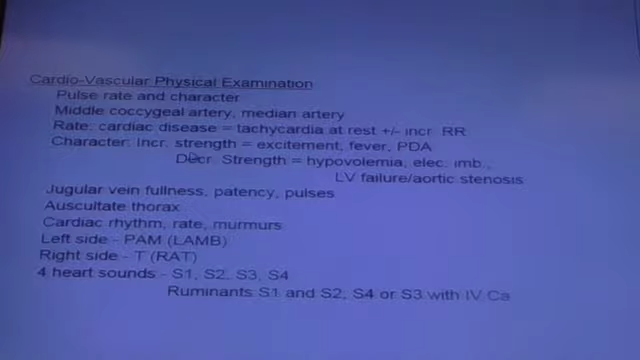 Cardio-Vascular Physical Examination
Pulse rate and character
Middle coccygeal artery, median artery
Rate: cardiac disease = tachycardia at rest +/- incr RR
Character: Incr. strength = excitement, fever, PDA
Decr. Strength = hypovolemia, elec. imb.,
LV failure/aortic stenosis
Jugular vein fullness, patency, pulses
Auscultate thorax
Cardiac rhythm, rate, murmurs
Left side - PAM (LAMB)
Right side - T (RAT)
4 heart sounds - S1, S2, S3, S4
Ruminants S1 and S2, S4 or S3 with IV Ca